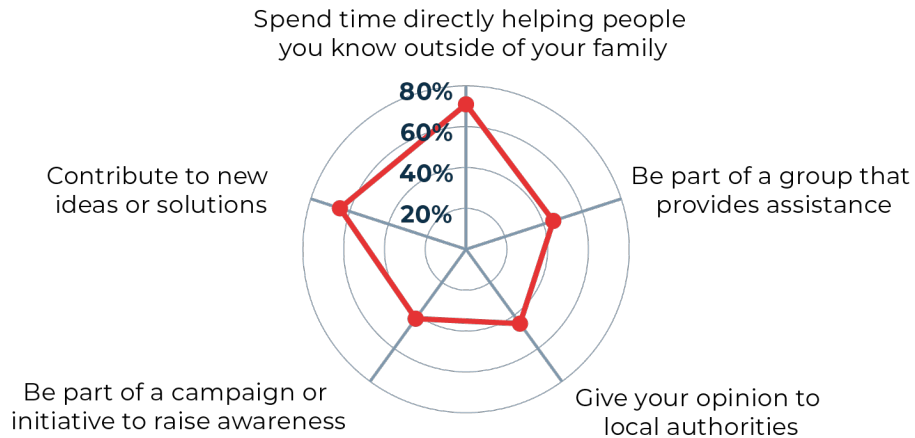 Spend time directly helping people
you know outside of your family
80%
60%
40%
20%
Contribute to new
ideas or solutions
Be part of a group that
provides assistance
Be part of a campaign or
initiative to raise awareness
Give your opinion to
local authorities